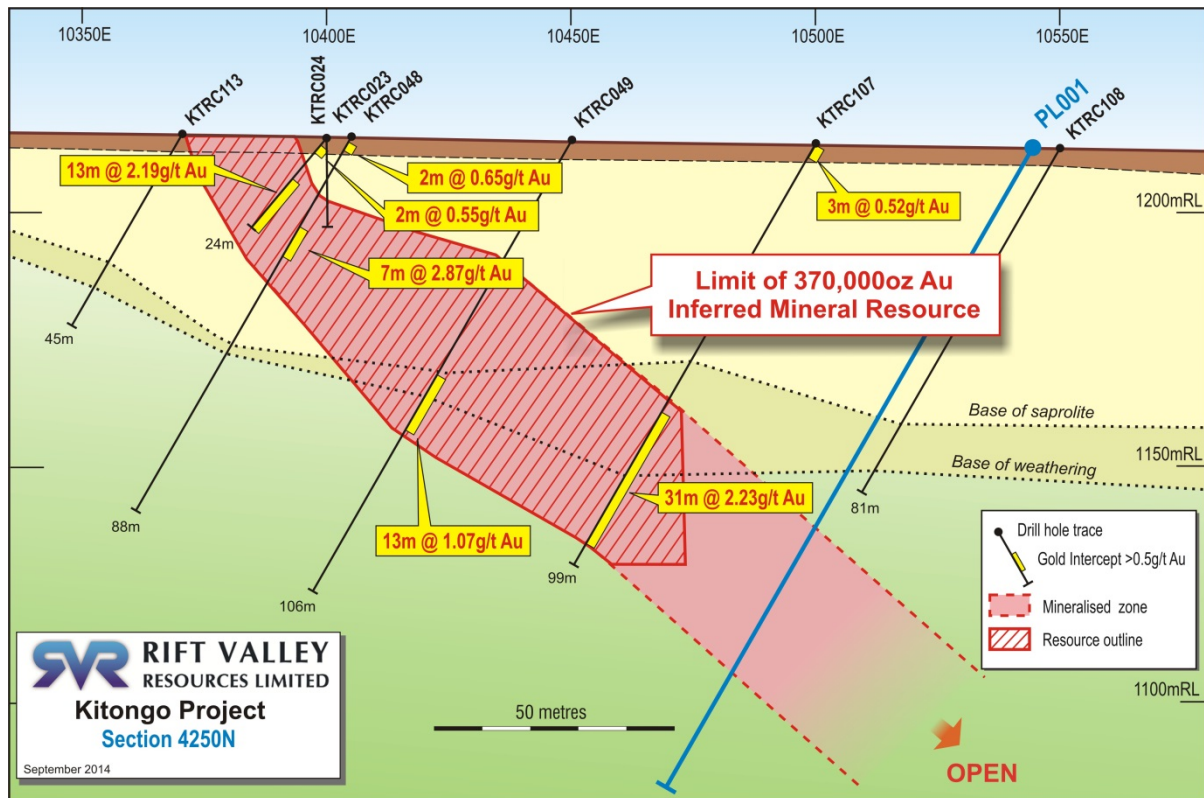 10350E
10400E
10450E
10500E
10550E
KTRC113
KTRC024
KTRC023
KTRC048
KTRC049
KTRC107
PL001
KTRC108
13m @ 2.19g/t Au
2m @ 0.65g/t Au
2m @ 0.55g/t Au
3m @ 0.52g/t Au
1200mRL
24m
7m @ 2.87g/t Au
Limit of 370,000oz Au
Inferred Mineral Resource
45m
Base of saprolite
1150mRL
Base of weathering
31m @ 2.23g/t Au
81m
88m
13m @ 1.07g/t Au
99m
106m
Drill hole trace
Gold Intercept >0.5g/t Au
Mineralised zone
Resource outline
RVR RIFT VALLEY
RESOURCES LIMITED
Kitongo Project
Section 4250N
September 2014
50 metres
1100mRL
OPEN